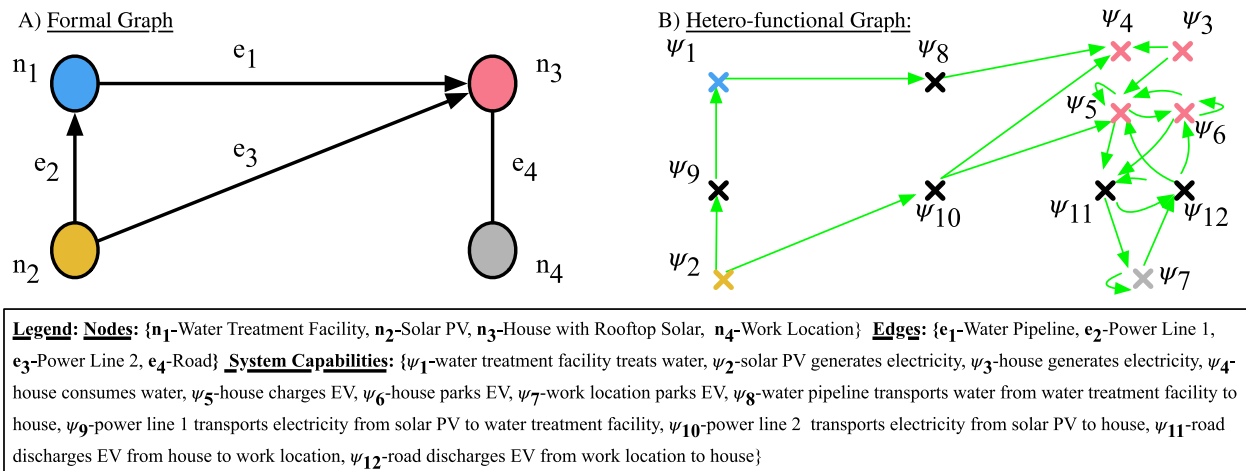 A) Formal Graph
B) Hetero-functional Graph:
n1
e1
n3
e2
e3
e4
n2
n4
ψ1
ψ8
ψ4
ψ3
ψ5
ψ6
ψ9
ψ10
ψ11
ψ12
ψ2
ψ7
Legend: Nodes: {n1-Water Treatment Facility, n2-Solar PV, n3-House with Rooftop Solar, n4-Work Location} Edges: {e1-Water Pipeline, e2-Power Line 1,
e3-Power Line 2, e4-Road} System Capabilities: {ψ1-water treatment facility treats water, ψ2-solar PV generates electricity, ψ3-house generates electricity, ψ4-
house consumes water, ψ5-house charges EV, ψ6-house parks EV, ψ7-work location parks EV, ψ8-water pipeline transports water from water treatment facility to
house, ψ9-power line 1 transports electricity from solar PV to water treatment facility, ψ10-power line 2 transports electricity from solar PV to house, ψ11-road
discharges EV from house to work location, ψ12-road discharges EV from work location to house}